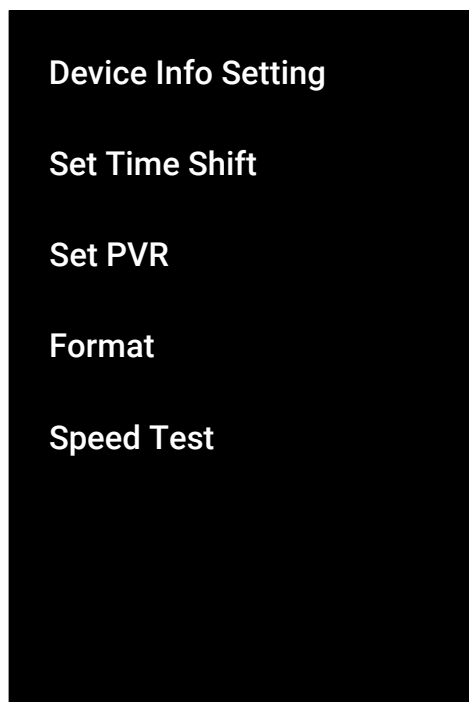 Device Info Setting
Set Time Shift
Set PVR
Format
Speed Test